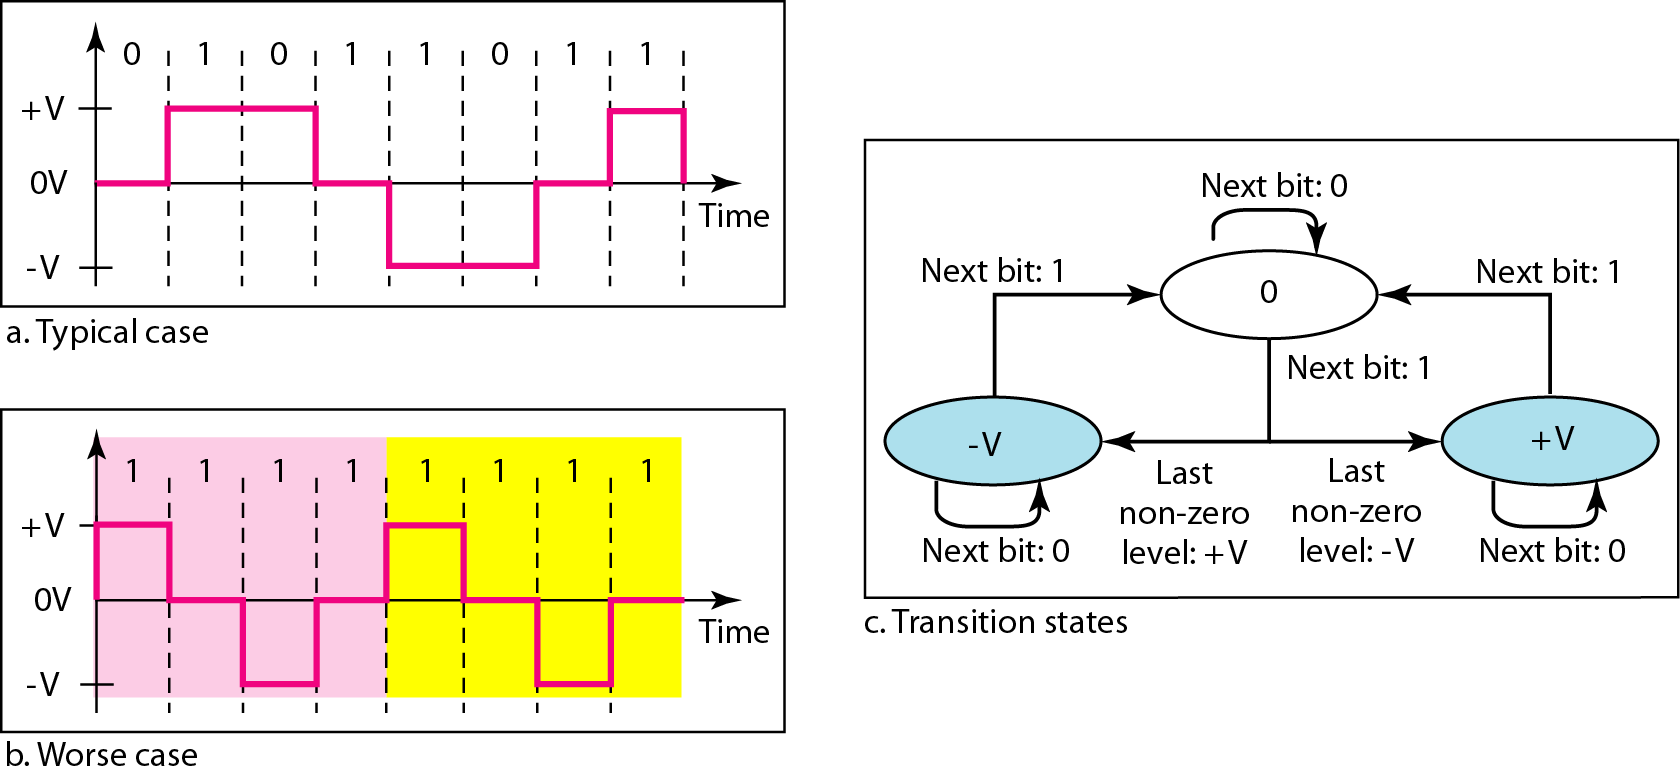 0 1 0 1 1 0 1 1
+V
0V
Time
-V
a. Typical case
1 1 1 1 1 1 1 1
+V
0V
Time
-V
b. Worse case
Next bit: 0
Next bit: 1
Next bit: 1
0
Next bit: 1
-V
+V
Last
non-zero
level: +V
Last
non-zero
level: -V
Next bit: 0
Next bit: 0
c. Transition states